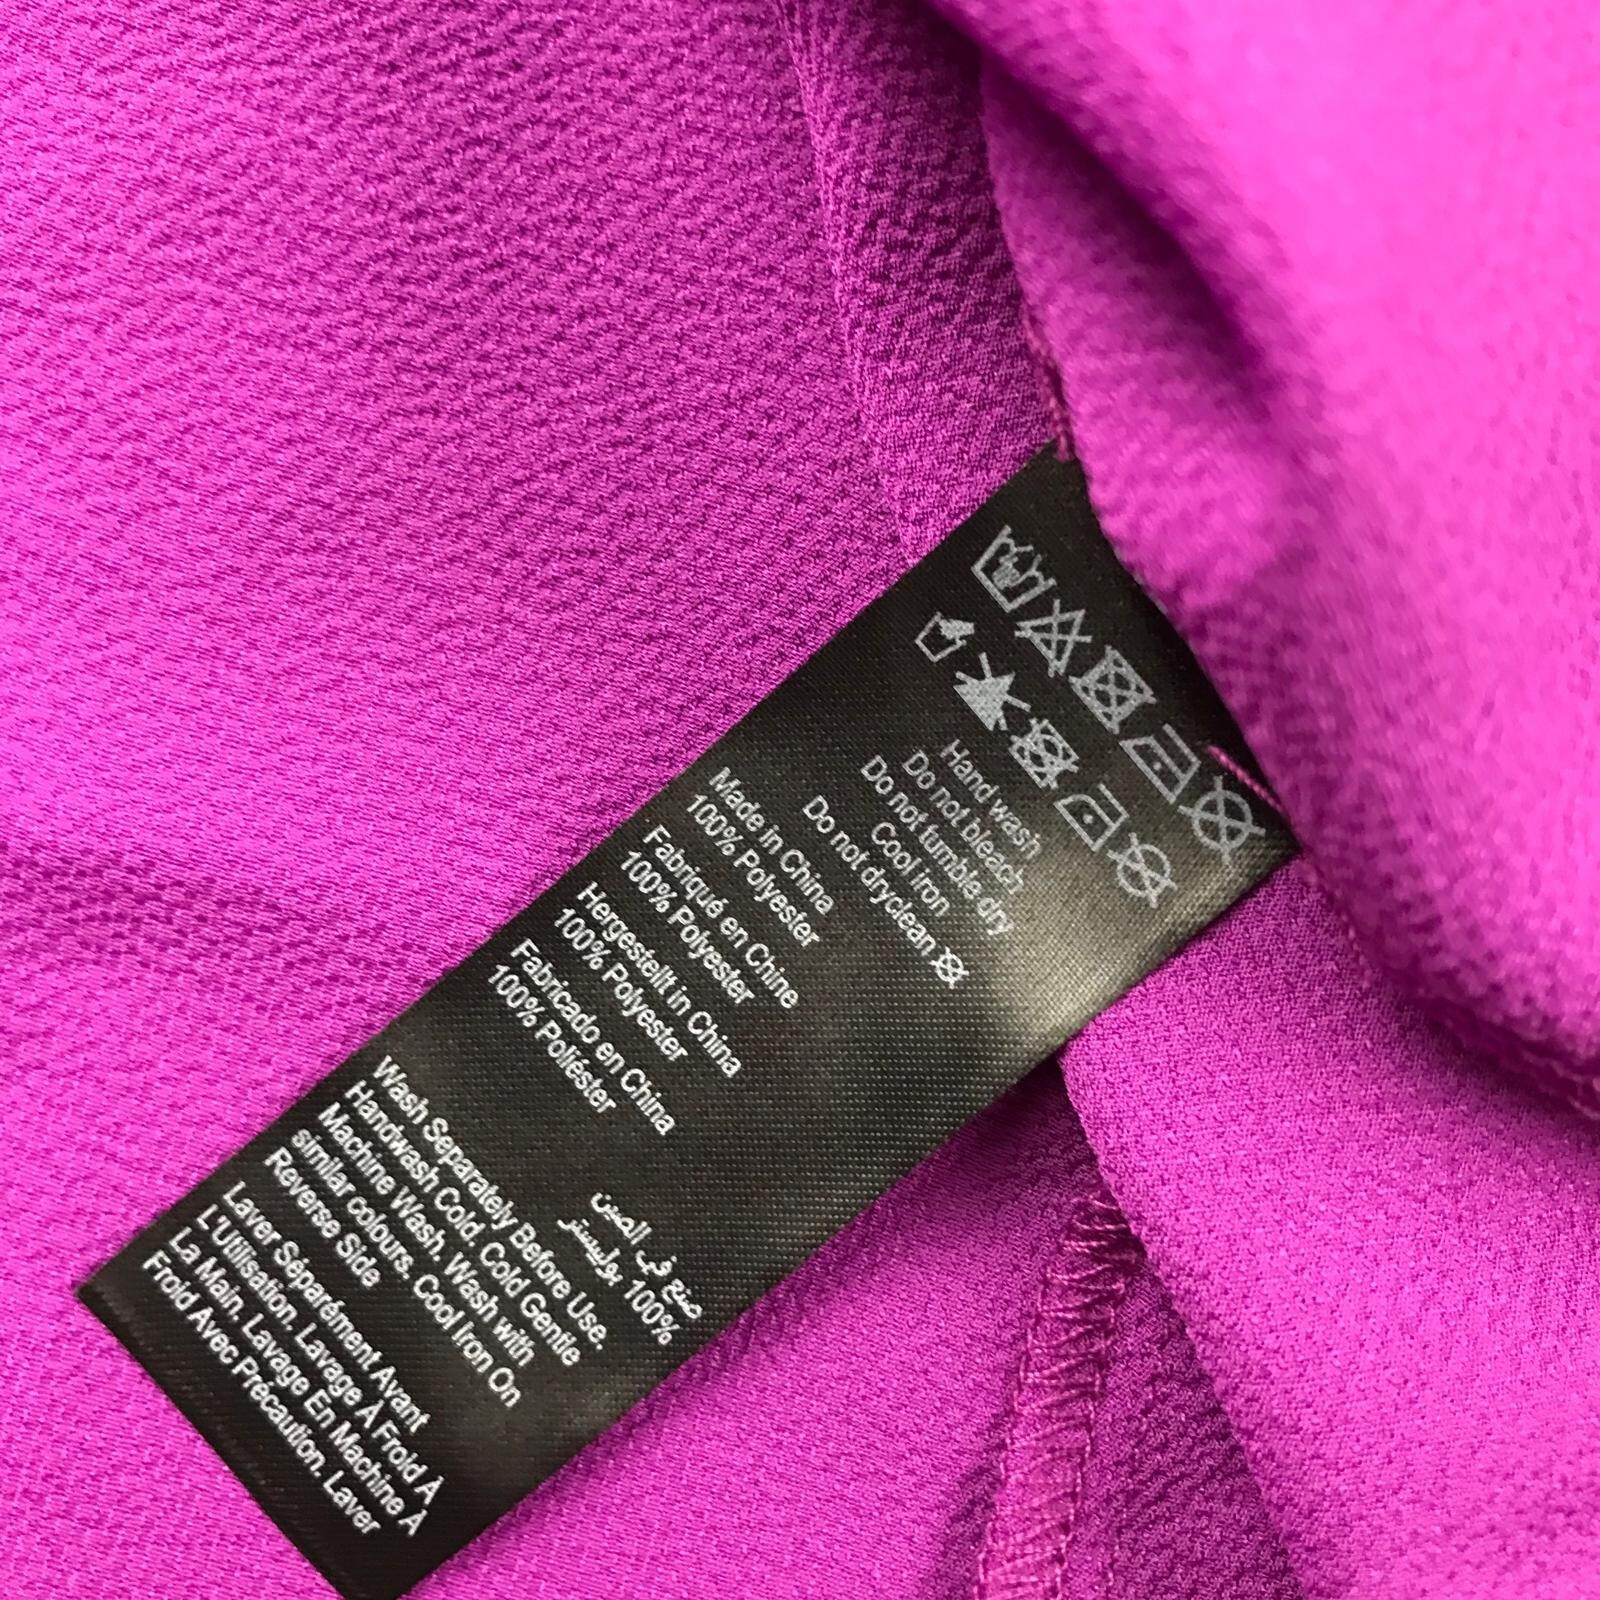 Hand wash
Do not bleach
Do not tumble dry
Cool iron
Do not dryclean
Made in China
100% Polyester
Fabriqué en Chine
100% Polyester
Hergestellt in China
100% Polyester
Fabricado en China
100% Poliéster
صنع في الصين
100% بوليستر
Wash Separately Before Use.
Handwash Cold. Cold Gentle
Machine Wash. Wash with
similar colours. Cool Iron On
Reverse Side
Laver Séparément Avant
L'Utilisation. Lavage À Froid À
La Main. Lavage En Machine À
Froid Avec Précaution. Laver